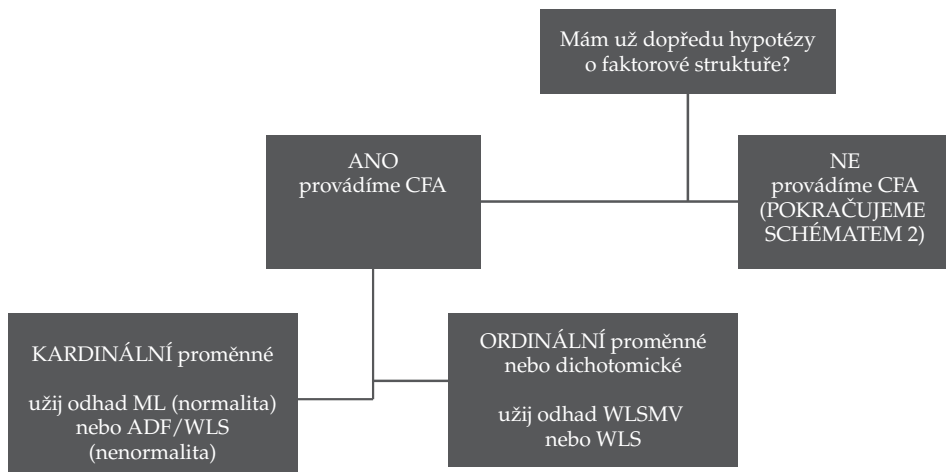 Mám už dopředu hypotézy
o faktorové struktuře?
ANO
provádíme CFA
NE
provádíme CFA
(POKRAČUJEME
SCHÉMATEM 2)
KARDINÁLNÍ proměnné
užij odhad ML (normalita)
nebo ADF/WLS
(nenormalita)
ORDINÁLNÍ proměnné
nebo dichotomické
užij odhad WLSMV
nebo WLS